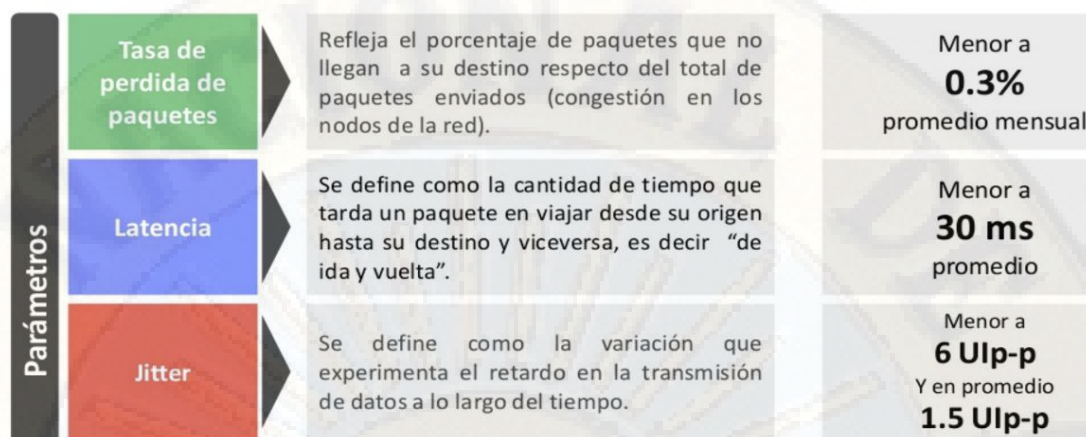 Parámetros
Tasa de
perdida de
paquetes
Refleja el porcentaje de paquetes que no
llegan a su destino respecto del total de
paquetes enviados (congestión en los
nodos de la red).
Menor a
0.3%
promedio mensual
Latencia
Se define como la cantidad de tiempo que
tarda un paquete en viajar desde su origen
hasta su destino y viceversa, es decir “de
ida y vuelta”.
Menor a
30 ms
promedio
Jitter
Se define como la variación que
experimenta el retardo en la transmisión
de datos a lo largo del tiempo.
Menor a
6 UIp-p
Y en promedio
1.5 UIp-p